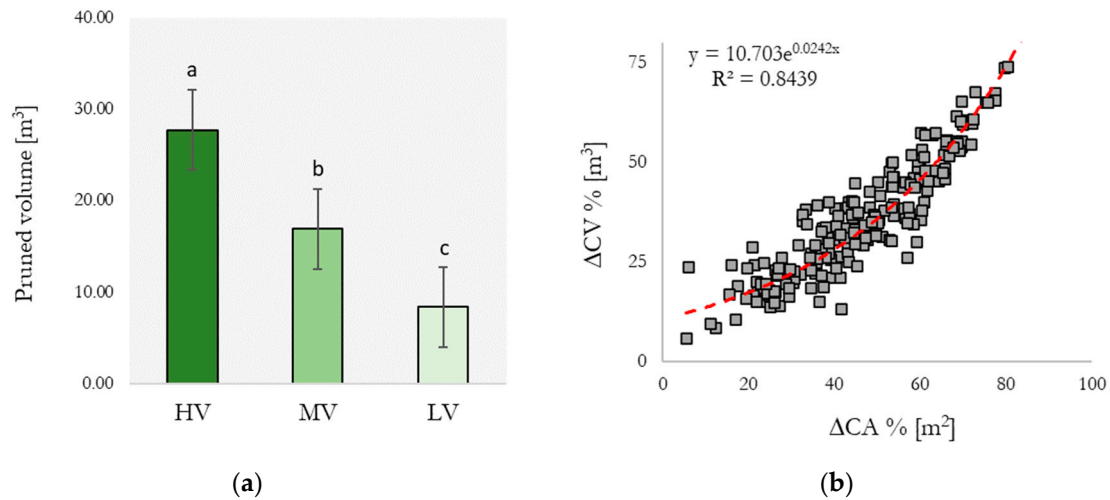 40.00
30.00
20.00
10.00
0.00
Pruned volume [m³]
a
b
c
HV MV LV
(a)
y = 10.703e^0.0242x
R² = 0.8439
75
50
25
0
ΔCV % [m³]
0 20 40 60 80 100
ΔCA % [m²]
(b)